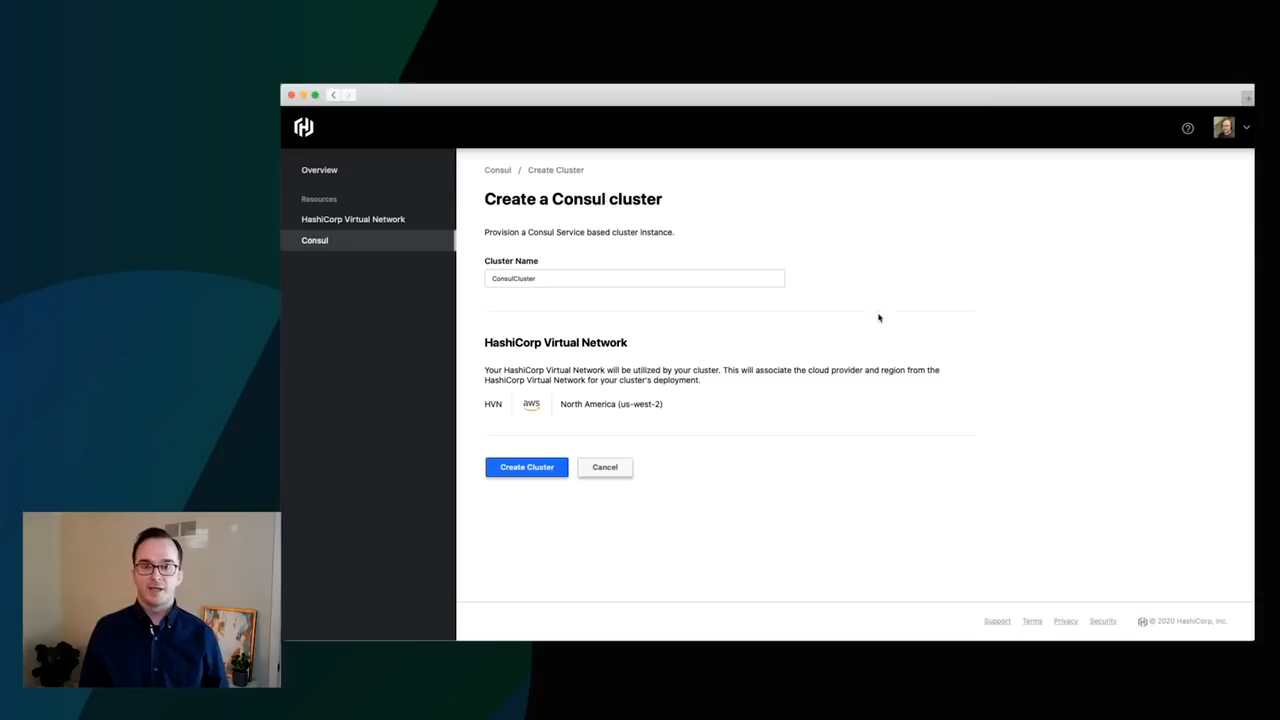 Overview
Resources
HashiCorp Virtual Network
Consul
Consul / Create Cluster
Create a Consul cluster
Provision a Consul Service based cluster instance.
Cluster Name
ConsulCluster
HashiCorp Virtual Network
Your HashiCorp Virtual Network will be utilized by your cluster. This will associate the cloud provider and region from the
HashiCorp Virtual Network for your cluster's deployment.
HVN aws North America (us-west-2)
Create Cluster Cancel
Support Terms Privacy Security © 2020 HashiCorp, Inc.